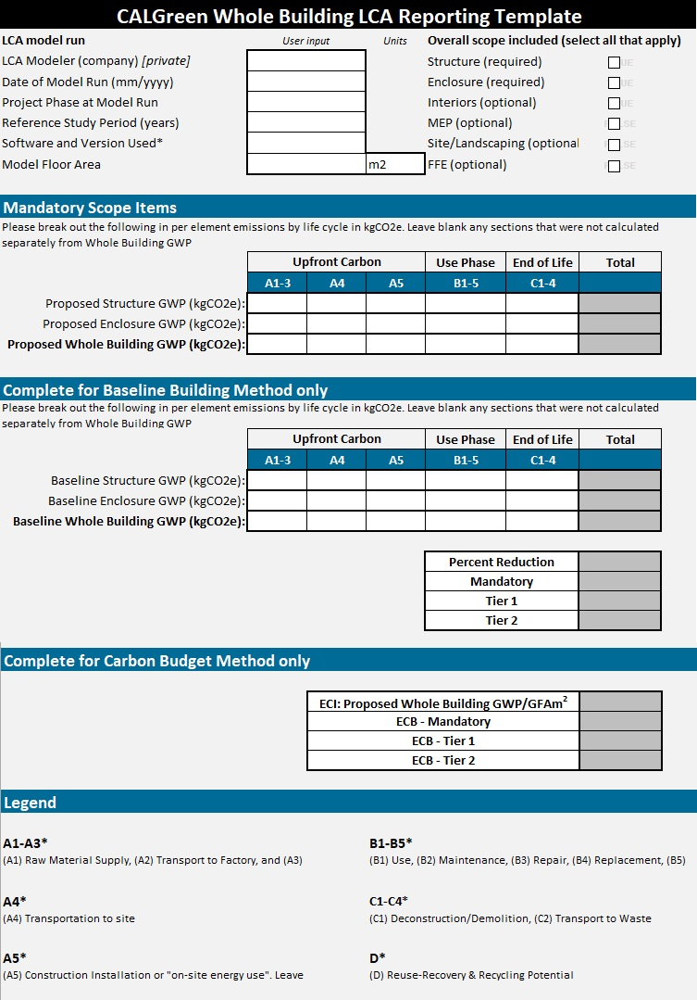 CALGreen Whole Building LCA Reporting Template
LCA model run User input Units Overall scope included (select all that apply)
LCA Modeler (company) [private] Structure (required)
Date of Model Run (mm/yyyy) Enclosure (required)
Project Phase at Model Run Interiors (optional)
Reference Study Period (years) MEP (optional)
Software and Version Used* Site/Landscaping (optional
Model Floor Area m2 FFE (optional)
Mandatory Scope Items
Please break out the following in per element emissions by life cycle in kgCO2e. Leave blank any sections that were not calculated
separately from Whole Building GWP
Upfront Carbon Use Phase End of Life Total
A1-3 A4 A5 B1-5 C1-4
Proposed Structure GWP (kgCO2e):
Proposed Enclosure GWP (kgCO2e):
Proposed Whole Building GWP (kgCO2e):
Complete for Baseline Building Method only
Please break out the following in per element emissions by life cycle in kgCO2e. Leave blank any sections that were not calculated
separately from Whole Building GWP
Upfront Carbon Use Phase End of Life Total
A1-3 A4 A5 B1-5 C1-4
Baseline Structure GWP (kgCO2e):
Baseline Enclosure GWP (kgCO2e):
Baseline Whole Building GWP (kgCO2e):
Percent Reduction
Mandatory
Tier 1
Tier 2
Complete for Carbon Budget Method only
ECI: Proposed Whole Building GWP/GFAm²
ECB - Mandatory
ECB - Tier 1
ECB - Tier 2
Legend
A1-A3* B1-B5*
(A1) Raw Material Supply, (A2) Transport to Factory, and (A3) (B1) Use, (B2) Maintenance, (B3) Repair, (B4) Replacement, (B5)
A4* C1-C4*
(A4) Transportation to site (C1) Deconstruction/Demolition, (C2) Transport to Waste
A5* D*
(A5) Construction Installation or "on-site energy use". Leave (D) Reuse-Recovery & Recycling Potential